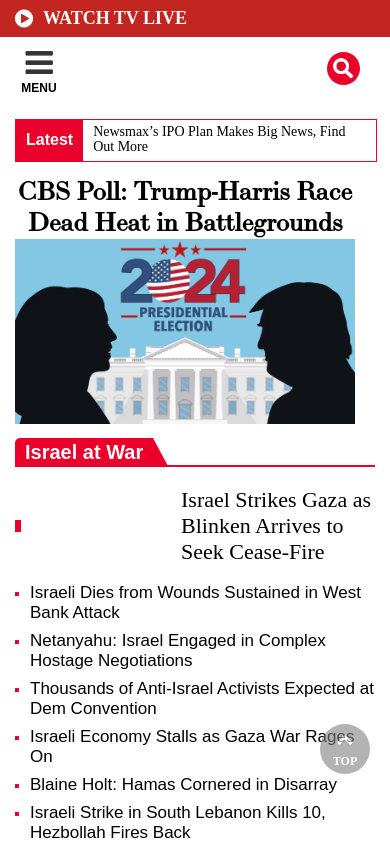 WATCH TV LIVE
MENU
Latest
Newsmax’s IPO Plan Makes Big News, Find
Out More
CBS Poll: Trump-Harris Race
Dead Heat in Battlegrounds
2024
PRESIDENTIAL
ELECTION
Israel at War
Israel Strikes Gaza as
Blinken Arrives to
Seek Cease-Fire
Israeli Dies from Wounds Sustained in West
Bank Attack
Netanyahu: Israel Engaged in Complex
Hostage Negotiations
Thousands of Anti-Israel Activists Expected at
Dem Convention
Israeli Economy Stalls as Gaza War Rages
On
TOP
Blaine Holt: Hamas Cornered in Disarray
Israeli Strike in South Lebanon Kills 10,
Hezbollah Fires Back